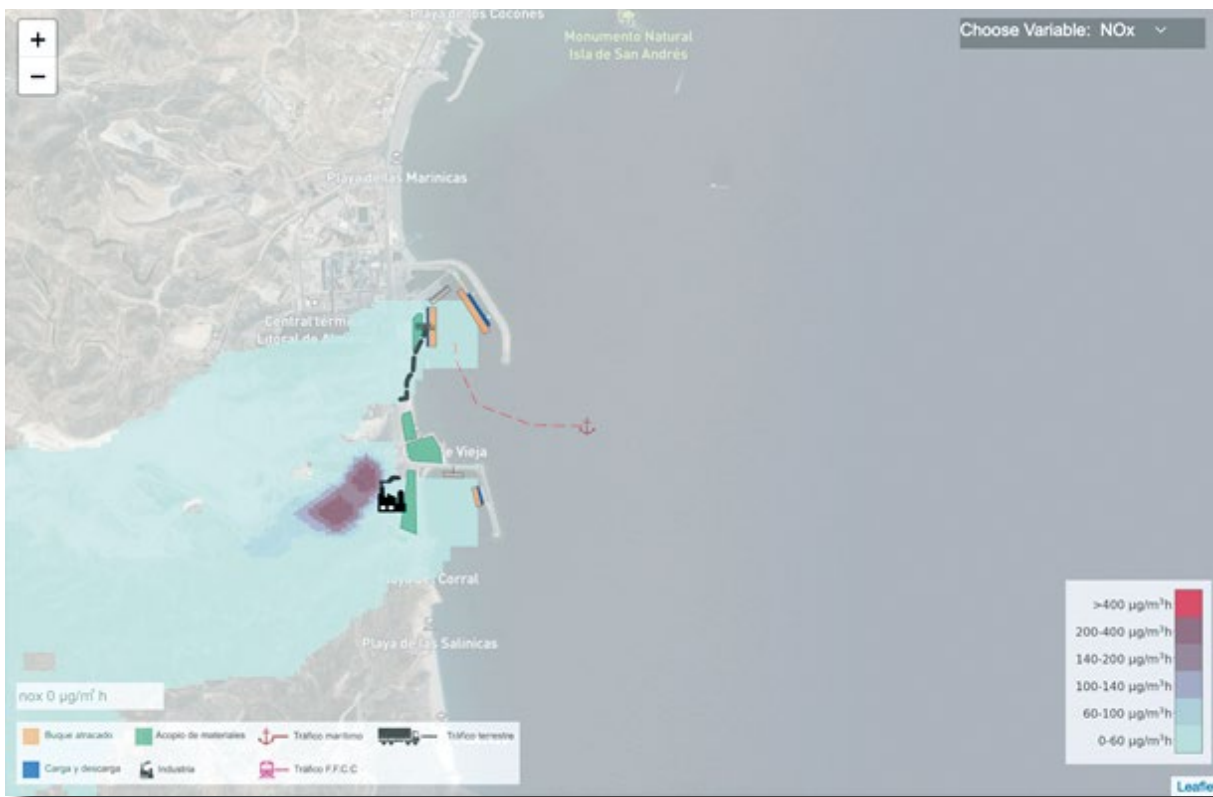 Playa de los Cocones
Monumento Natural
Isla de San Andrés
Choose Variable: NOx
+
−
Playa de las Marinicas
Central térm
Litoral de Al
e Vieja
Corral
Playa de las Salinicas
nox 0 µg/m³ h
>400 µg/m³h
200-400 µg/m³h
140-200 µg/m³h
100-140 µg/m³h
60-100 µg/m³h
0-60 µg/m³h
Buque atracado
Acopio de materiales
Tráfico marítimo
Tráfico terrestre
Carga y descarga
Industria
Tráfico F.F.C.C
Leafle